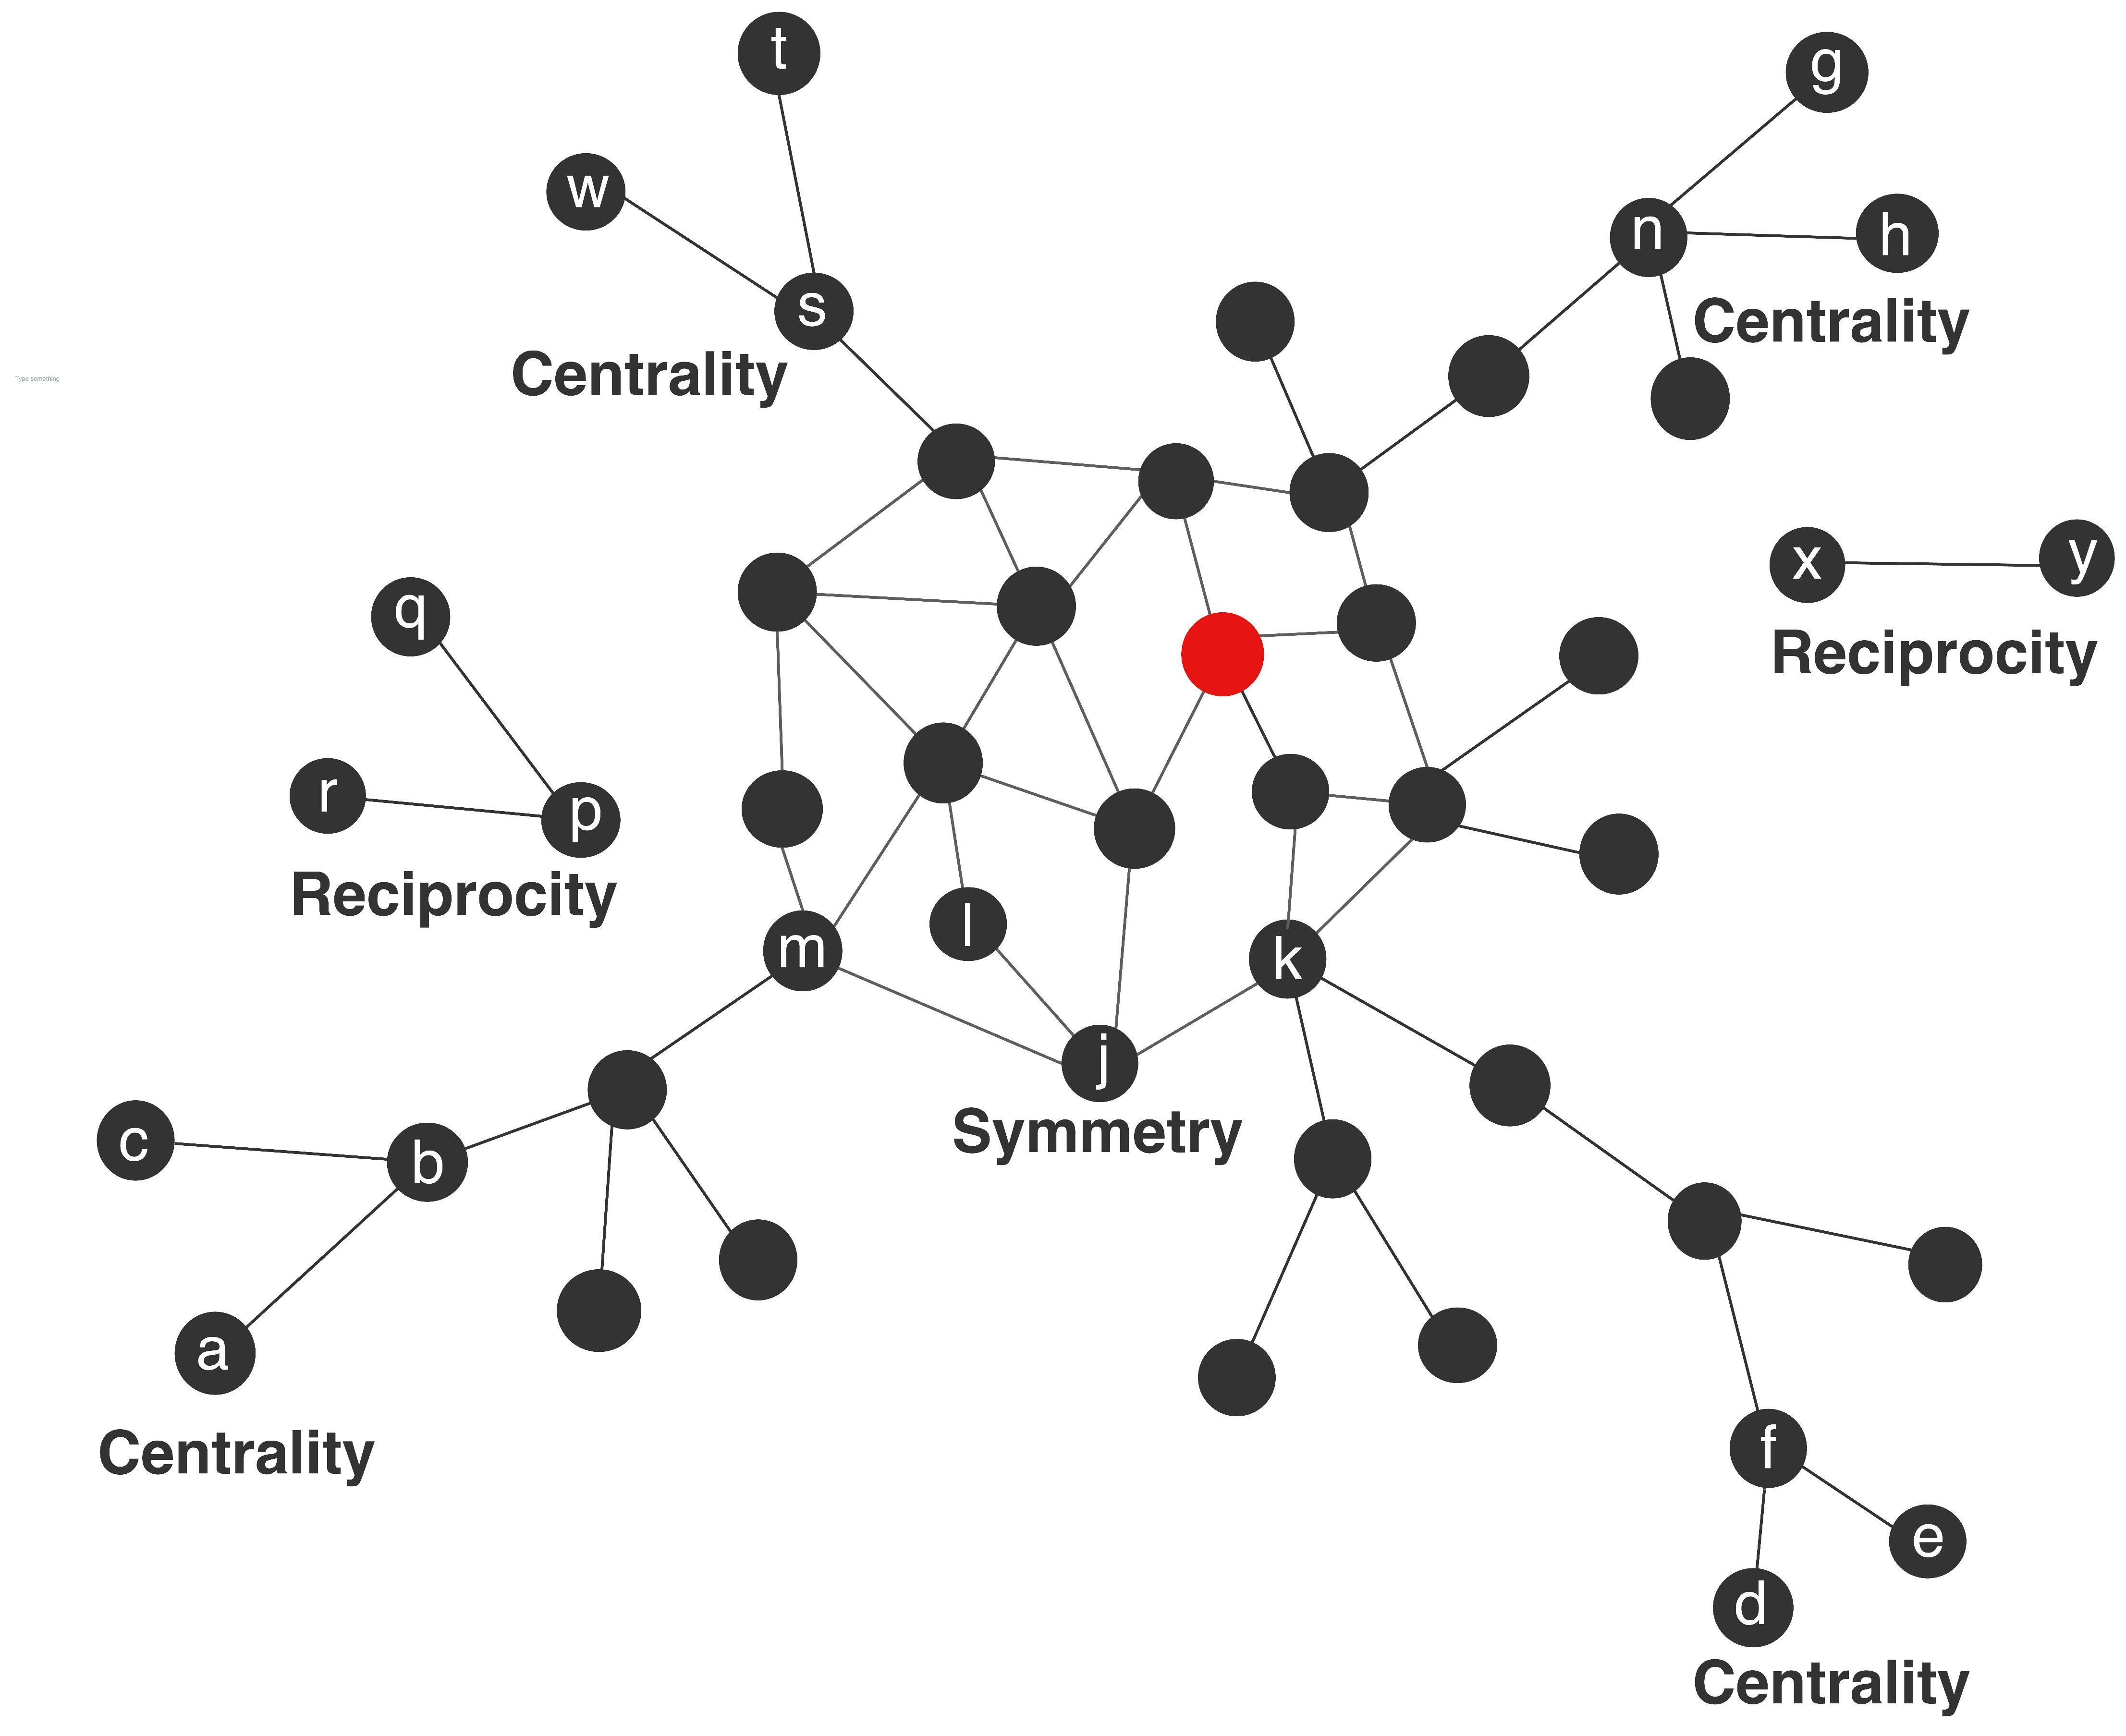 t
g
w
n
h
s
Centrality
Centrality
Type something
x
y
q
Reciprocity
r
p
Reciprocity
l
m
k
j
Symmetry
c
b
a
Centrality
f
e
d
Centrality